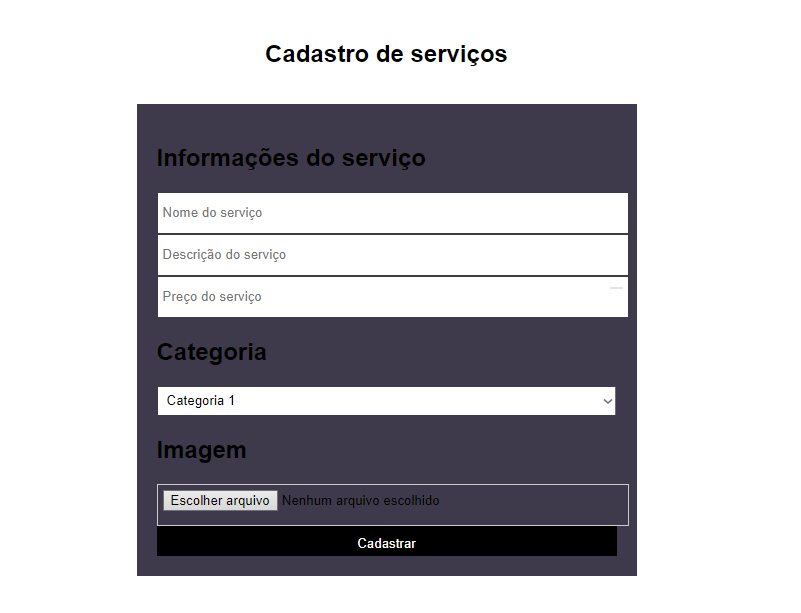 Cadastro de serviços
Informações do serviço
Nome do serviço
Descrição do serviço
Preço do serviço
Categoria
Categoria 1
Imagem
Escolher arquivo Nenhum arquivo escolhido
Cadastrar